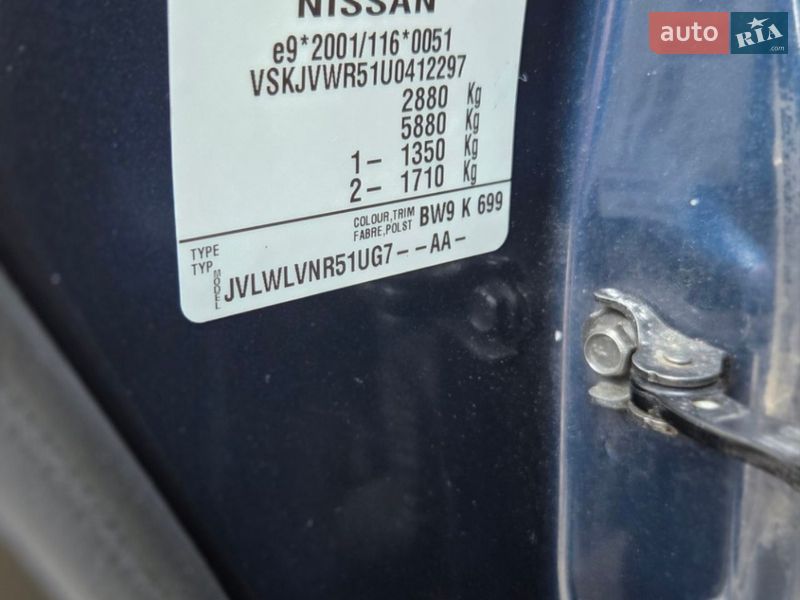 NISSAN
e9*2001/116*0051
VSKJVWR51U0412297
2880 Kg
5880 Kg
1- 1350 Kg
2- 1710 Kg
COLOUR,TRIM BW9 K 699
FABRE,POLST
TYPE
TYP
MODEL JVLWLVNR51UG7--AA-
auto RIA
.com